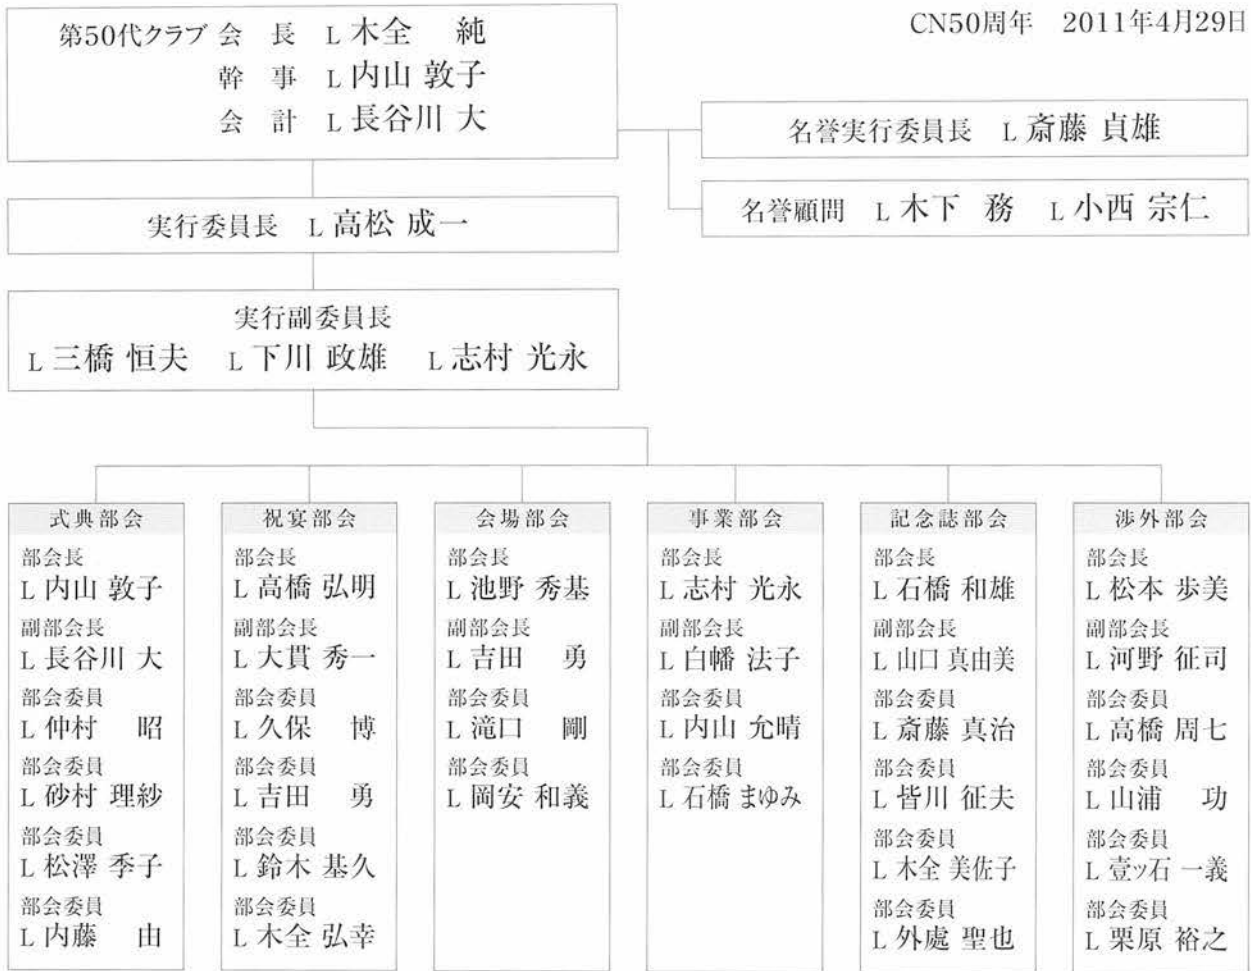 CN50周年 2011年4月29日
第50代クラブ 会 長 L 木全 純
幹 事 L 内山 敦子
会 計 L 長谷川 大
名誉実行委員長 L 斎藤 貞雄
名誉顧問 L 木下 務 L 小西 宗仁
実行委員長 L 高松 成一
実行副委員長
L 三橋 恒夫 L 下川 政雄 L 志村 光永
式典部会
部会長
L 内山 敦子
副部会長
L 長谷川 大
部会委員
L 仲村 昭
部会委員
L 砂村 理紗
部会委員
L 松澤 季子
部会委員
L 内藤 由
祝宴部会
部会長
L 高橋 弘明
副部会長
L 大貫 秀一
部会委員
L 久保 博
部会委員
L 吉田 勇
部会委員
L 鈴木 基久
部会委員
L 木全 弘幸
会場部会
部会長
L 池野 秀基
副部会長
L 吉田 勇
部会委員
L 滝口 剛
部会委員
L 岡安 和義
事業部会
部会長
L 志村 光永
副部会長
L 白幡 法子
部会委員
L 内山 允晴
部会委員
L 石橋 まゆみ
記念誌部会
部会長
L 石橋 和雄
副部会長
L 山口 真由美
部会委員
L 斎藤 真治
部会委員
L 皆川 征夫
部会委員
L 木全 美佐子
部会委員
L 外處 聖也
渉外部会
部会長
L 松本 歩美
副部会長
L 河野 征司
部会委員
L 高橋 周七
部会委員
L 山浦 功
部会委員
L 壹ッ石 一義
部会委員
L 栗原 裕之